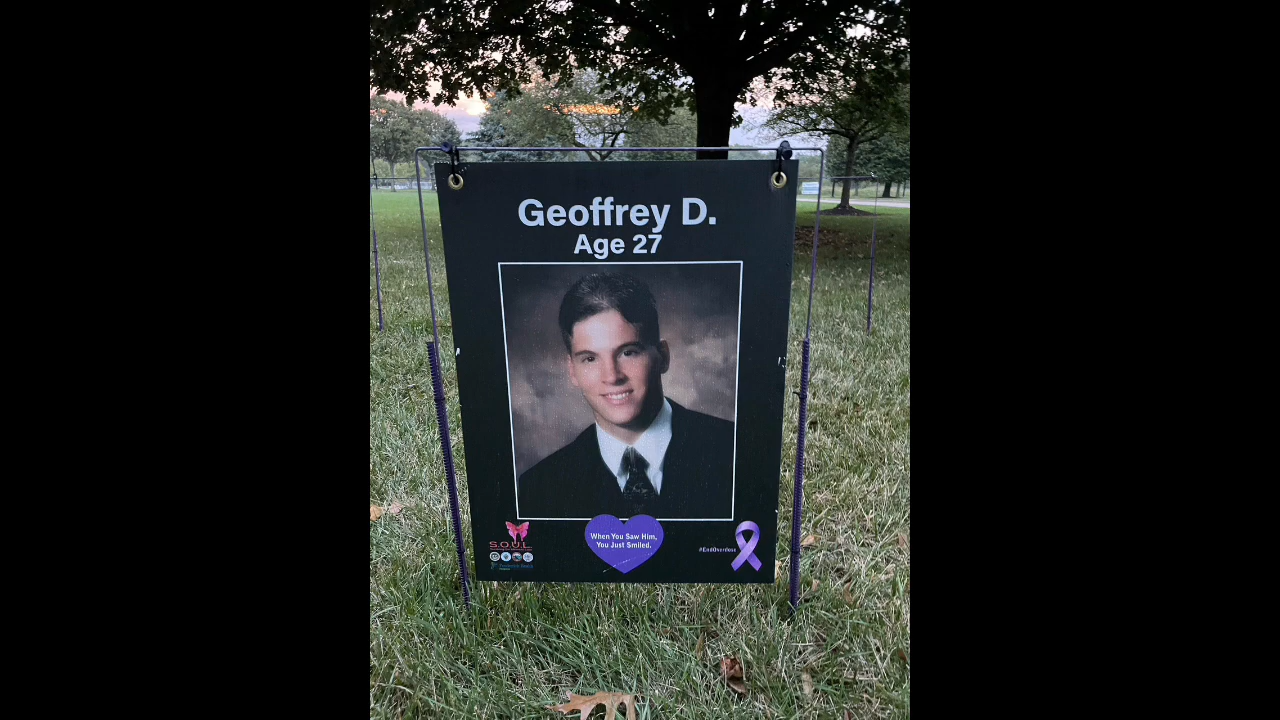 Geoffrey D.
Age 27
When You Saw Him,
You Just Smiled.
#EndOverdose
S.O.U.L.